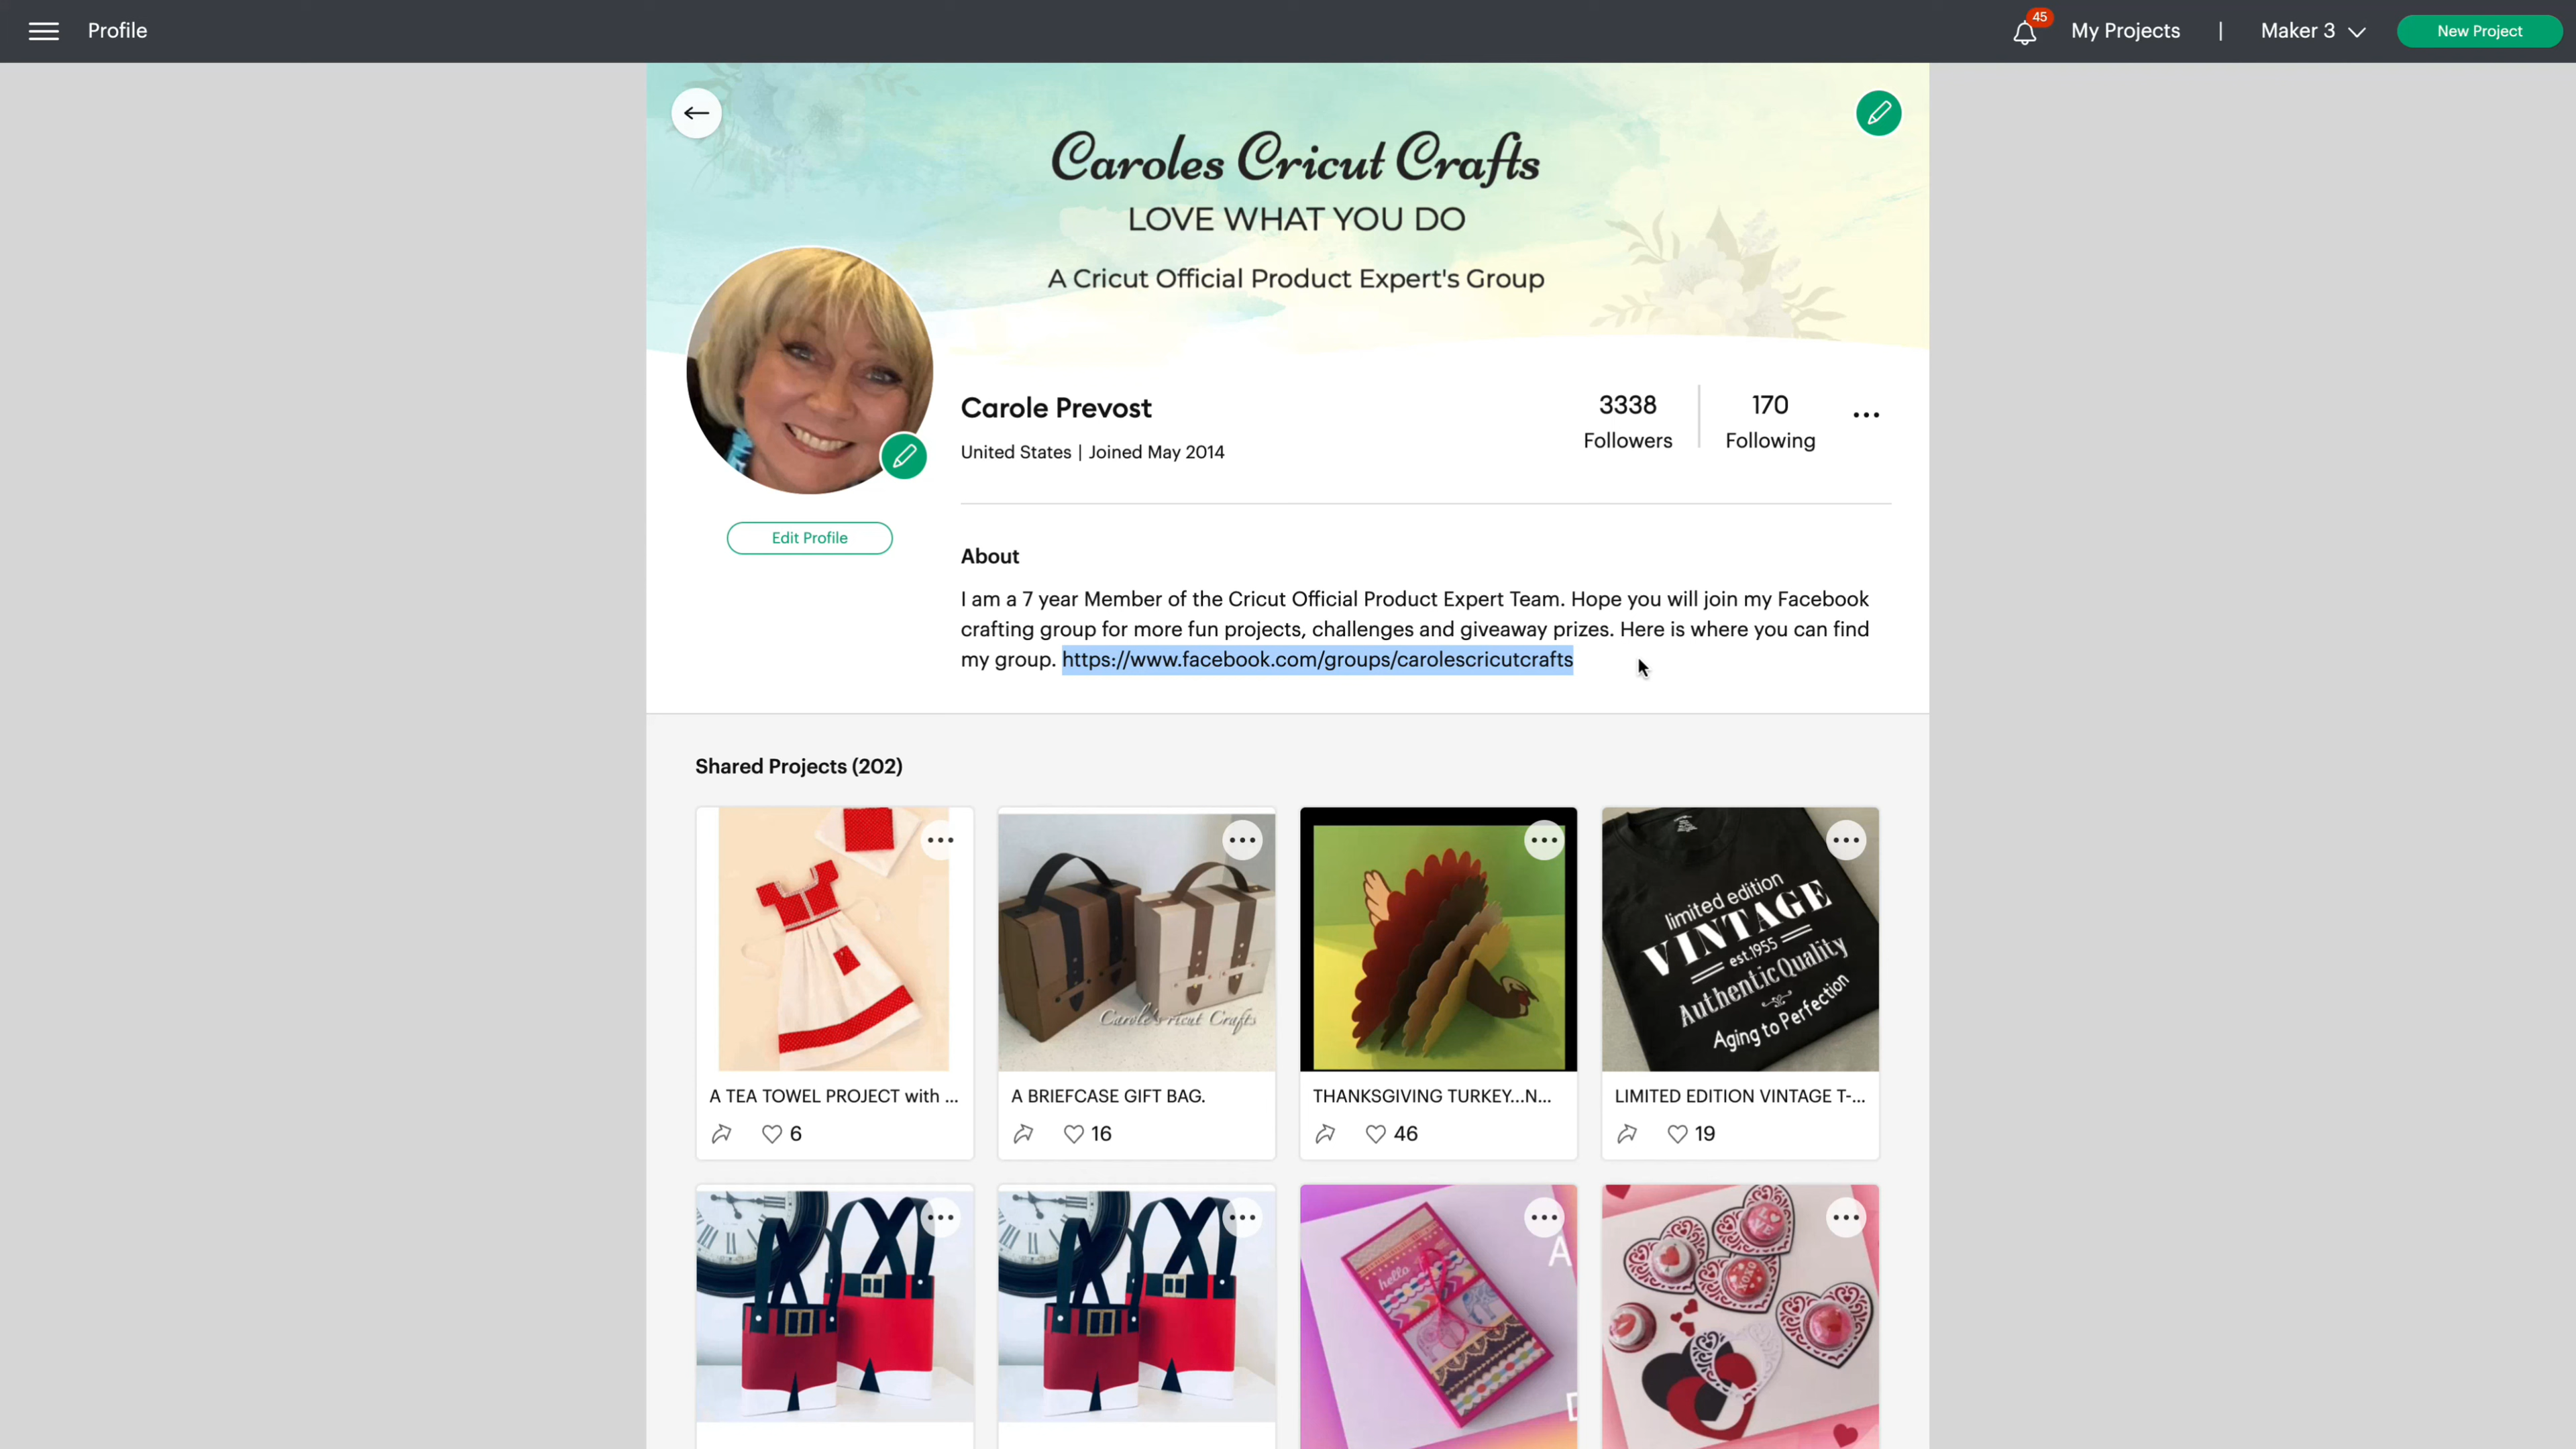 Profile
45
My Projects | Maker 3
New Project
Caroles Cricut Crafts
LOVE WHAT YOU DO
A Cricut Official Product Expert's Group
Carole Prevost
3338
170
Followers
Following
United States | Joined May 2014
Edit Profile
About
I am a 7 year Member of the Cricut Official Product Expert Team. Hope you will join my Facebook
crafting group for more fun projects, challenges and giveaway prizes. Here is where you can find
my group. https://www.facebook.com/groups/carolescricutcrafts
Shared Projects (202)
Carole's ricut Crafts
limited edition
VINTAGE
est.1955
Authentic Quality
Aging to Perfection
A TEA TOWEL PROJECT with ...
A BRIEFCASE GIFT BAG.
THANKSGIVING TURKEY...N...
LIMITED EDITION VINTAGE T-...
6
16
46
19
hello
A
D
LOVE
XOXO